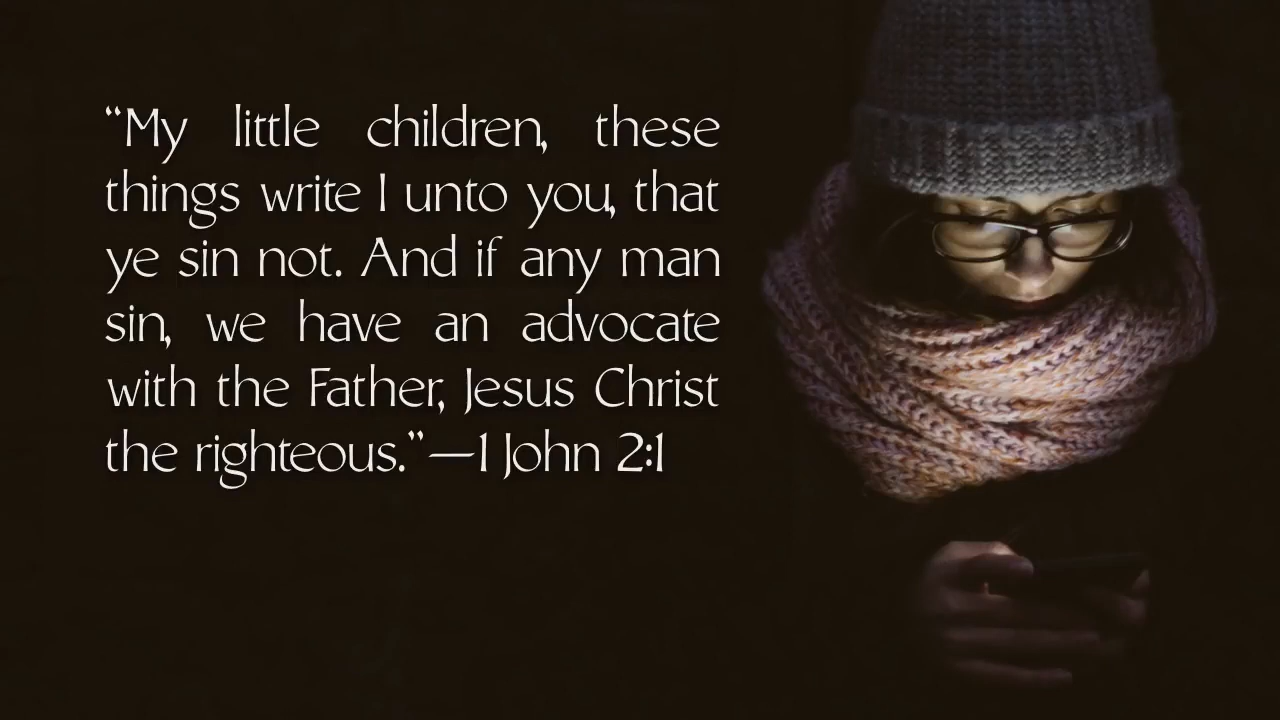 “My little children, these
things write I unto you, that
ye sin not. And if any man
sin, we have an advocate
with the Father, Jesus Christ
the righteous.”—1 John 2:1